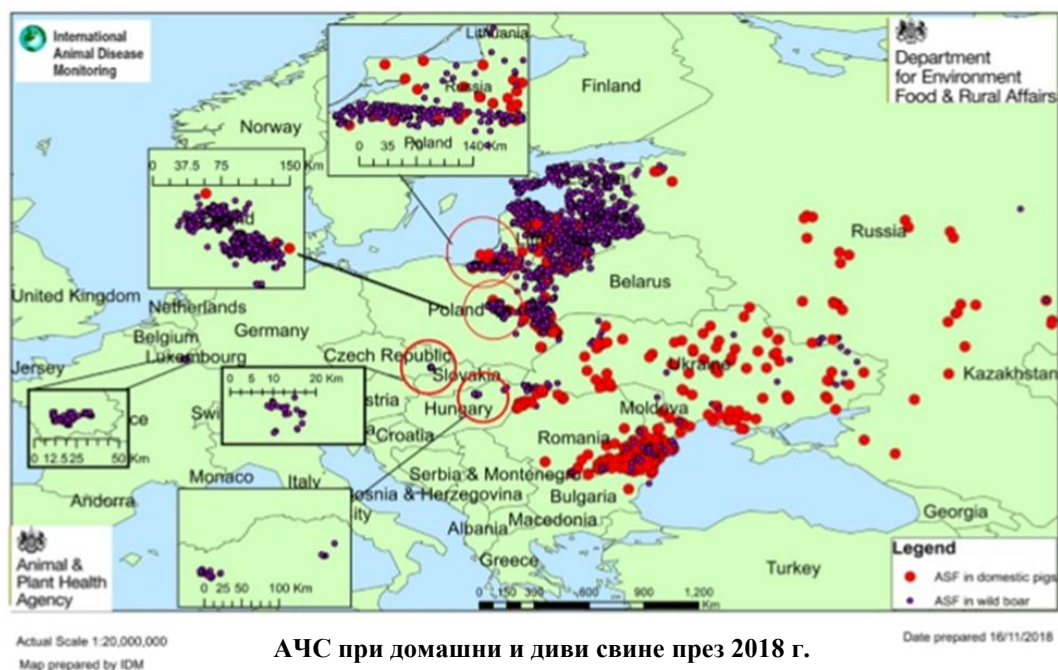 International
Animal Disease
Monitoring
Department
for Environment
Food & Rural Affairs
Lithuania
Russia
Poland
0 35 70 140 Km
Finland
Norway
0 37.5 75 150 Km
Russia
Belarus
United Kingdom
Netherlands
Poland
Germany
Belgium
Luxembourg
Jersey
Czech Republic
Slovakia
Ukraine
Kazakhstan
0 10 20 Km
stria
Hungary
Moldova
ce
0 12.5 25 50 Km
Swi
Croatia
Romania
Monaco
Italy
Serbia & Montenegro
Bosnia & Herzegovina
Bulgaria
Andorra
ity
Albania
Macedonia
Georgia
Greece
Turkey
0 25 50 100 Km
0 150 300 600 900 1,200
Km
Animal &
Plant Health
Agency
Legend
ASF in domestic pigs
ASF in wild boar
Actual Scale 1:20,000,000
Map prepared by IDM
Date prepared 16/11/2018
АЧС при домашни и диви свине през 2018 г.